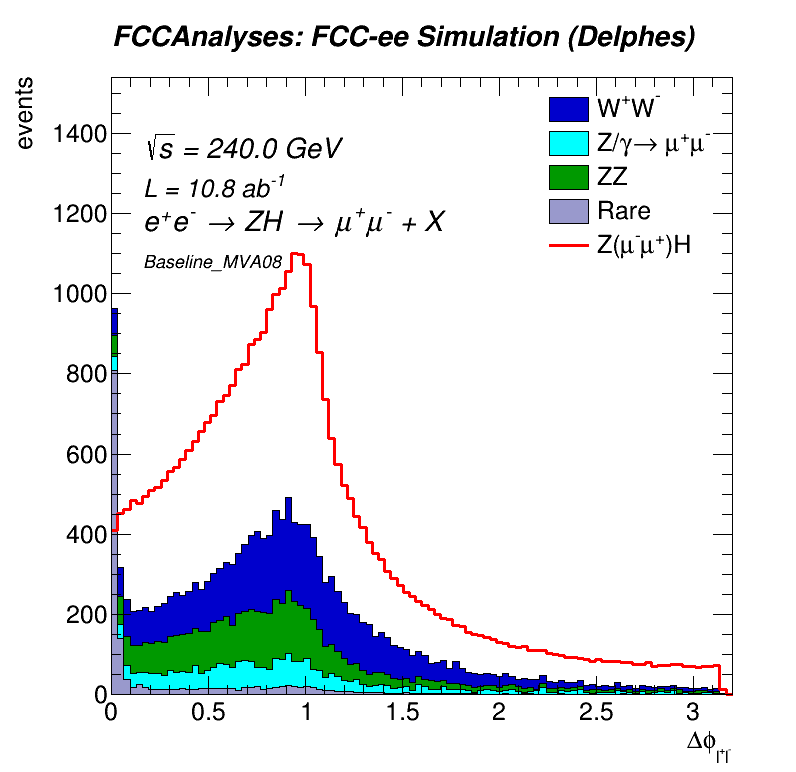 FCCAnalyses: FCC-ee Simulation (Delphes)
events
√s = 240.0 GeV
L = 10.8 ab⁻¹
e⁺e⁻ → ZH → μ⁺μ⁻ + X
Baseline_MVA08
W⁺W⁻
Z/γ→ μ⁺μ⁻
ZZ
Rare
Z(μ⁻μ⁺)H
1400
1200
1000
800
600
400
200
0
0 0.5 1 1.5 2 2.5 3
Δϕ l⁺l⁻